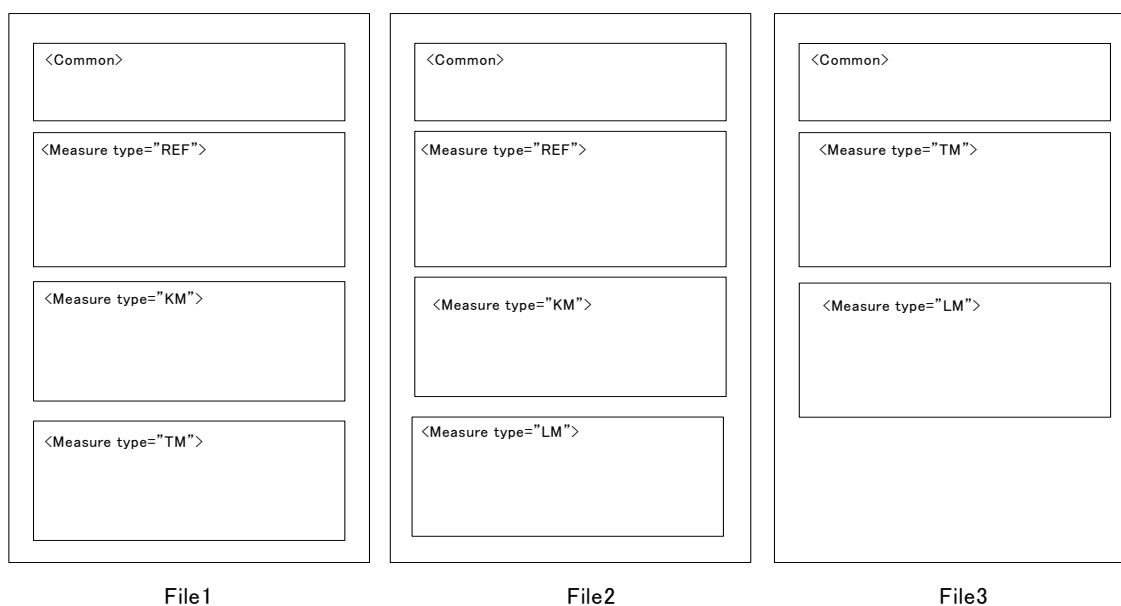 <Common>
<Measure type="REF">
<Measure type="KM">
<Measure type="TM">
File1
<Common>
<Measure type="REF">
<Measure type="KM">
<Measure type="LM">
File2
<Common>
<Measure type="TM">
<Measure type="LM">
File3